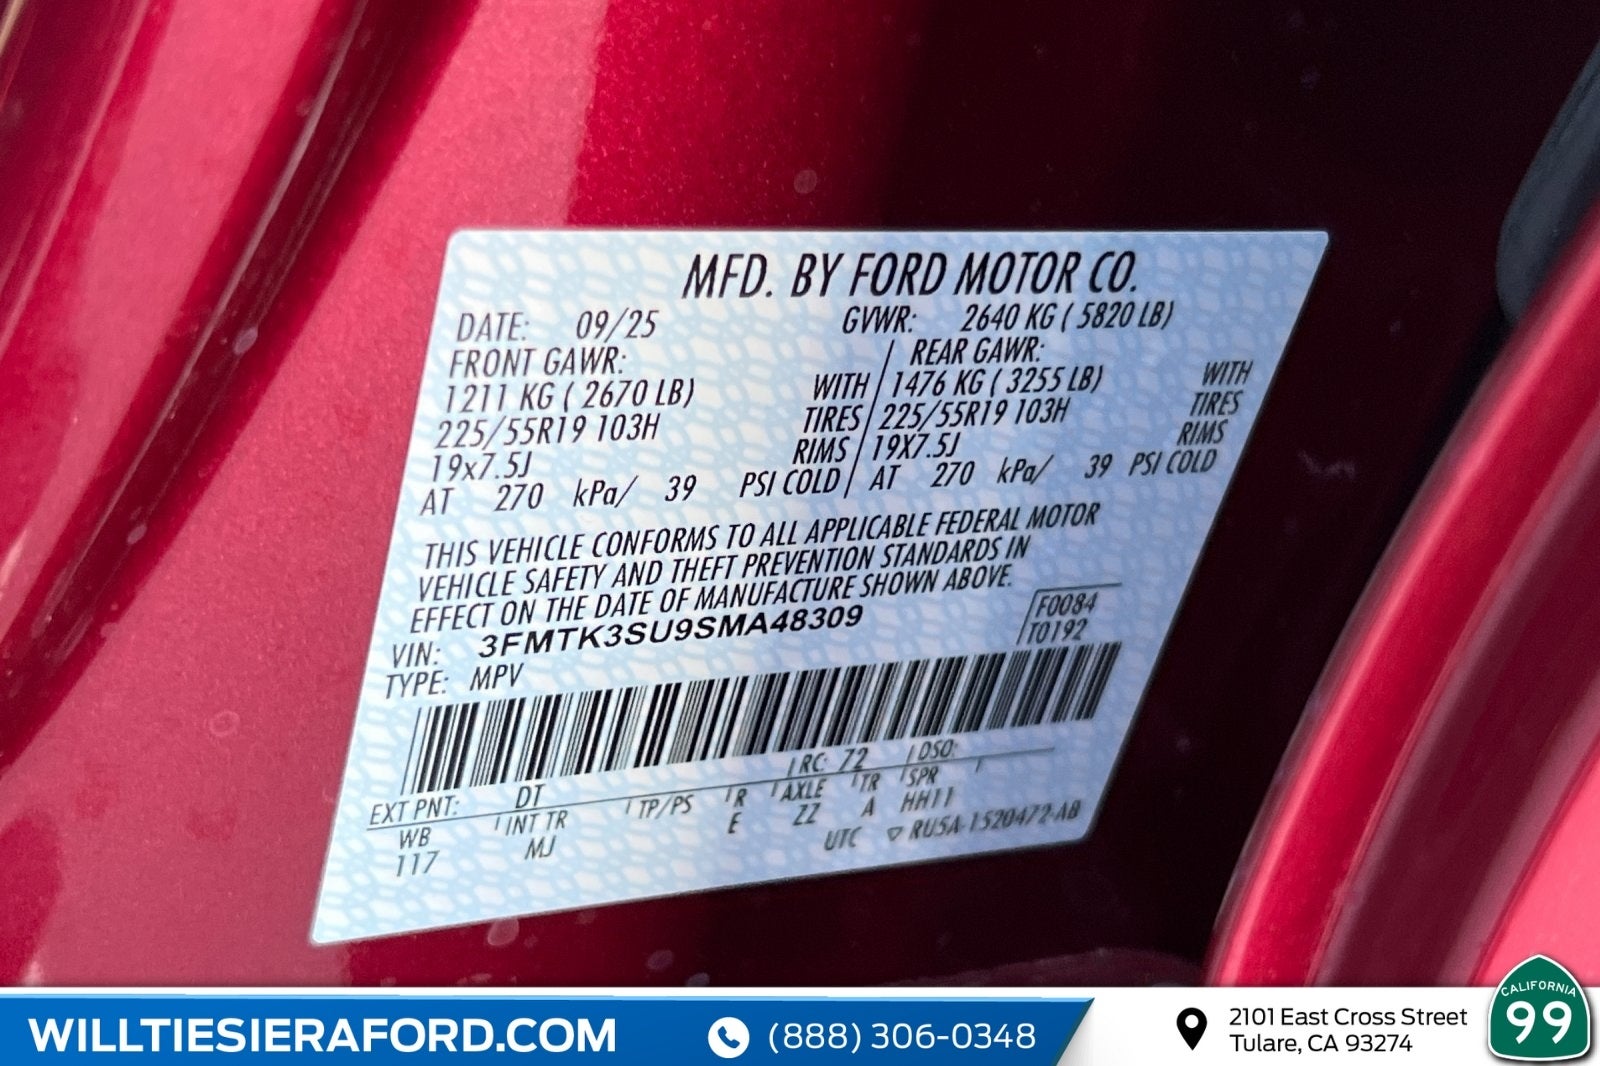 MFD. BY FORD MOTOR CO.
DATE: 09/25 GVWR: 2640 KG ( 5820 LB)
FRONT GAWR: REAR GAWR:
1211 KG ( 2670 LB) WITH 1476 KG ( 3255 LB) WITH
225/55R19 103H TIRES 225/55R19 103H TIRES
19x7.5J RIMS 19X7.5J RIMS
AT 270 kPa/ 39 PSI COLD AT 270 kPa/ 39 PSI COLD
THIS VEHICLE CONFORMS TO ALL APPLICABLE FEDERAL MOTOR
VEHICLE SAFETY AND THEFT PREVENTION STANDARDS IN
EFFECT ON THE DATE OF MANUFACTURE SHOWN ABOVE.
VIN: 3FMTK3SU9SMA48309 F0084
TYPE: MPV T0192
EXT PNT: DT RC: 72 DSO:
WB INT TR TP/PS R AXLE TR SPR
117 MJ E ZZ A HH11
UTC ▽ RU5A-1520472-AB
WILLTIESIERAFORD.COM
(888) 306-0348
2101 East Cross Street
Tulare, CA 93274
CALIFORNIA
99